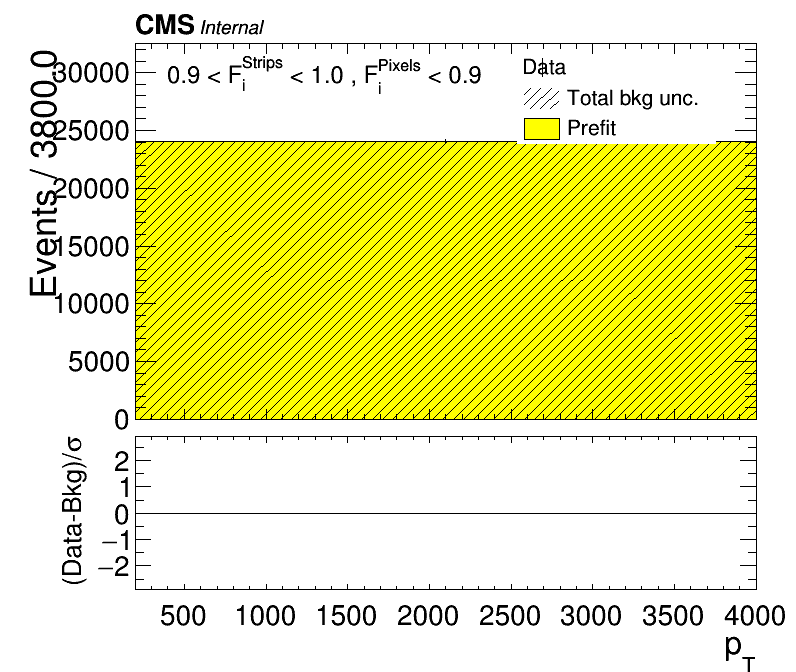 CMS Internal
Events / 3800.0
30000
25000
20000
15000
10000
5000
0
0.9 < F_i^Strips < 1.0 , F_i^Pixels < 0.9
Data
Total bkg unc.
Prefit
(Data-Bkg)/σ
2
1
0
−1
−2
500 1000 1500 2000 2500 3000 3500 4000
p_T